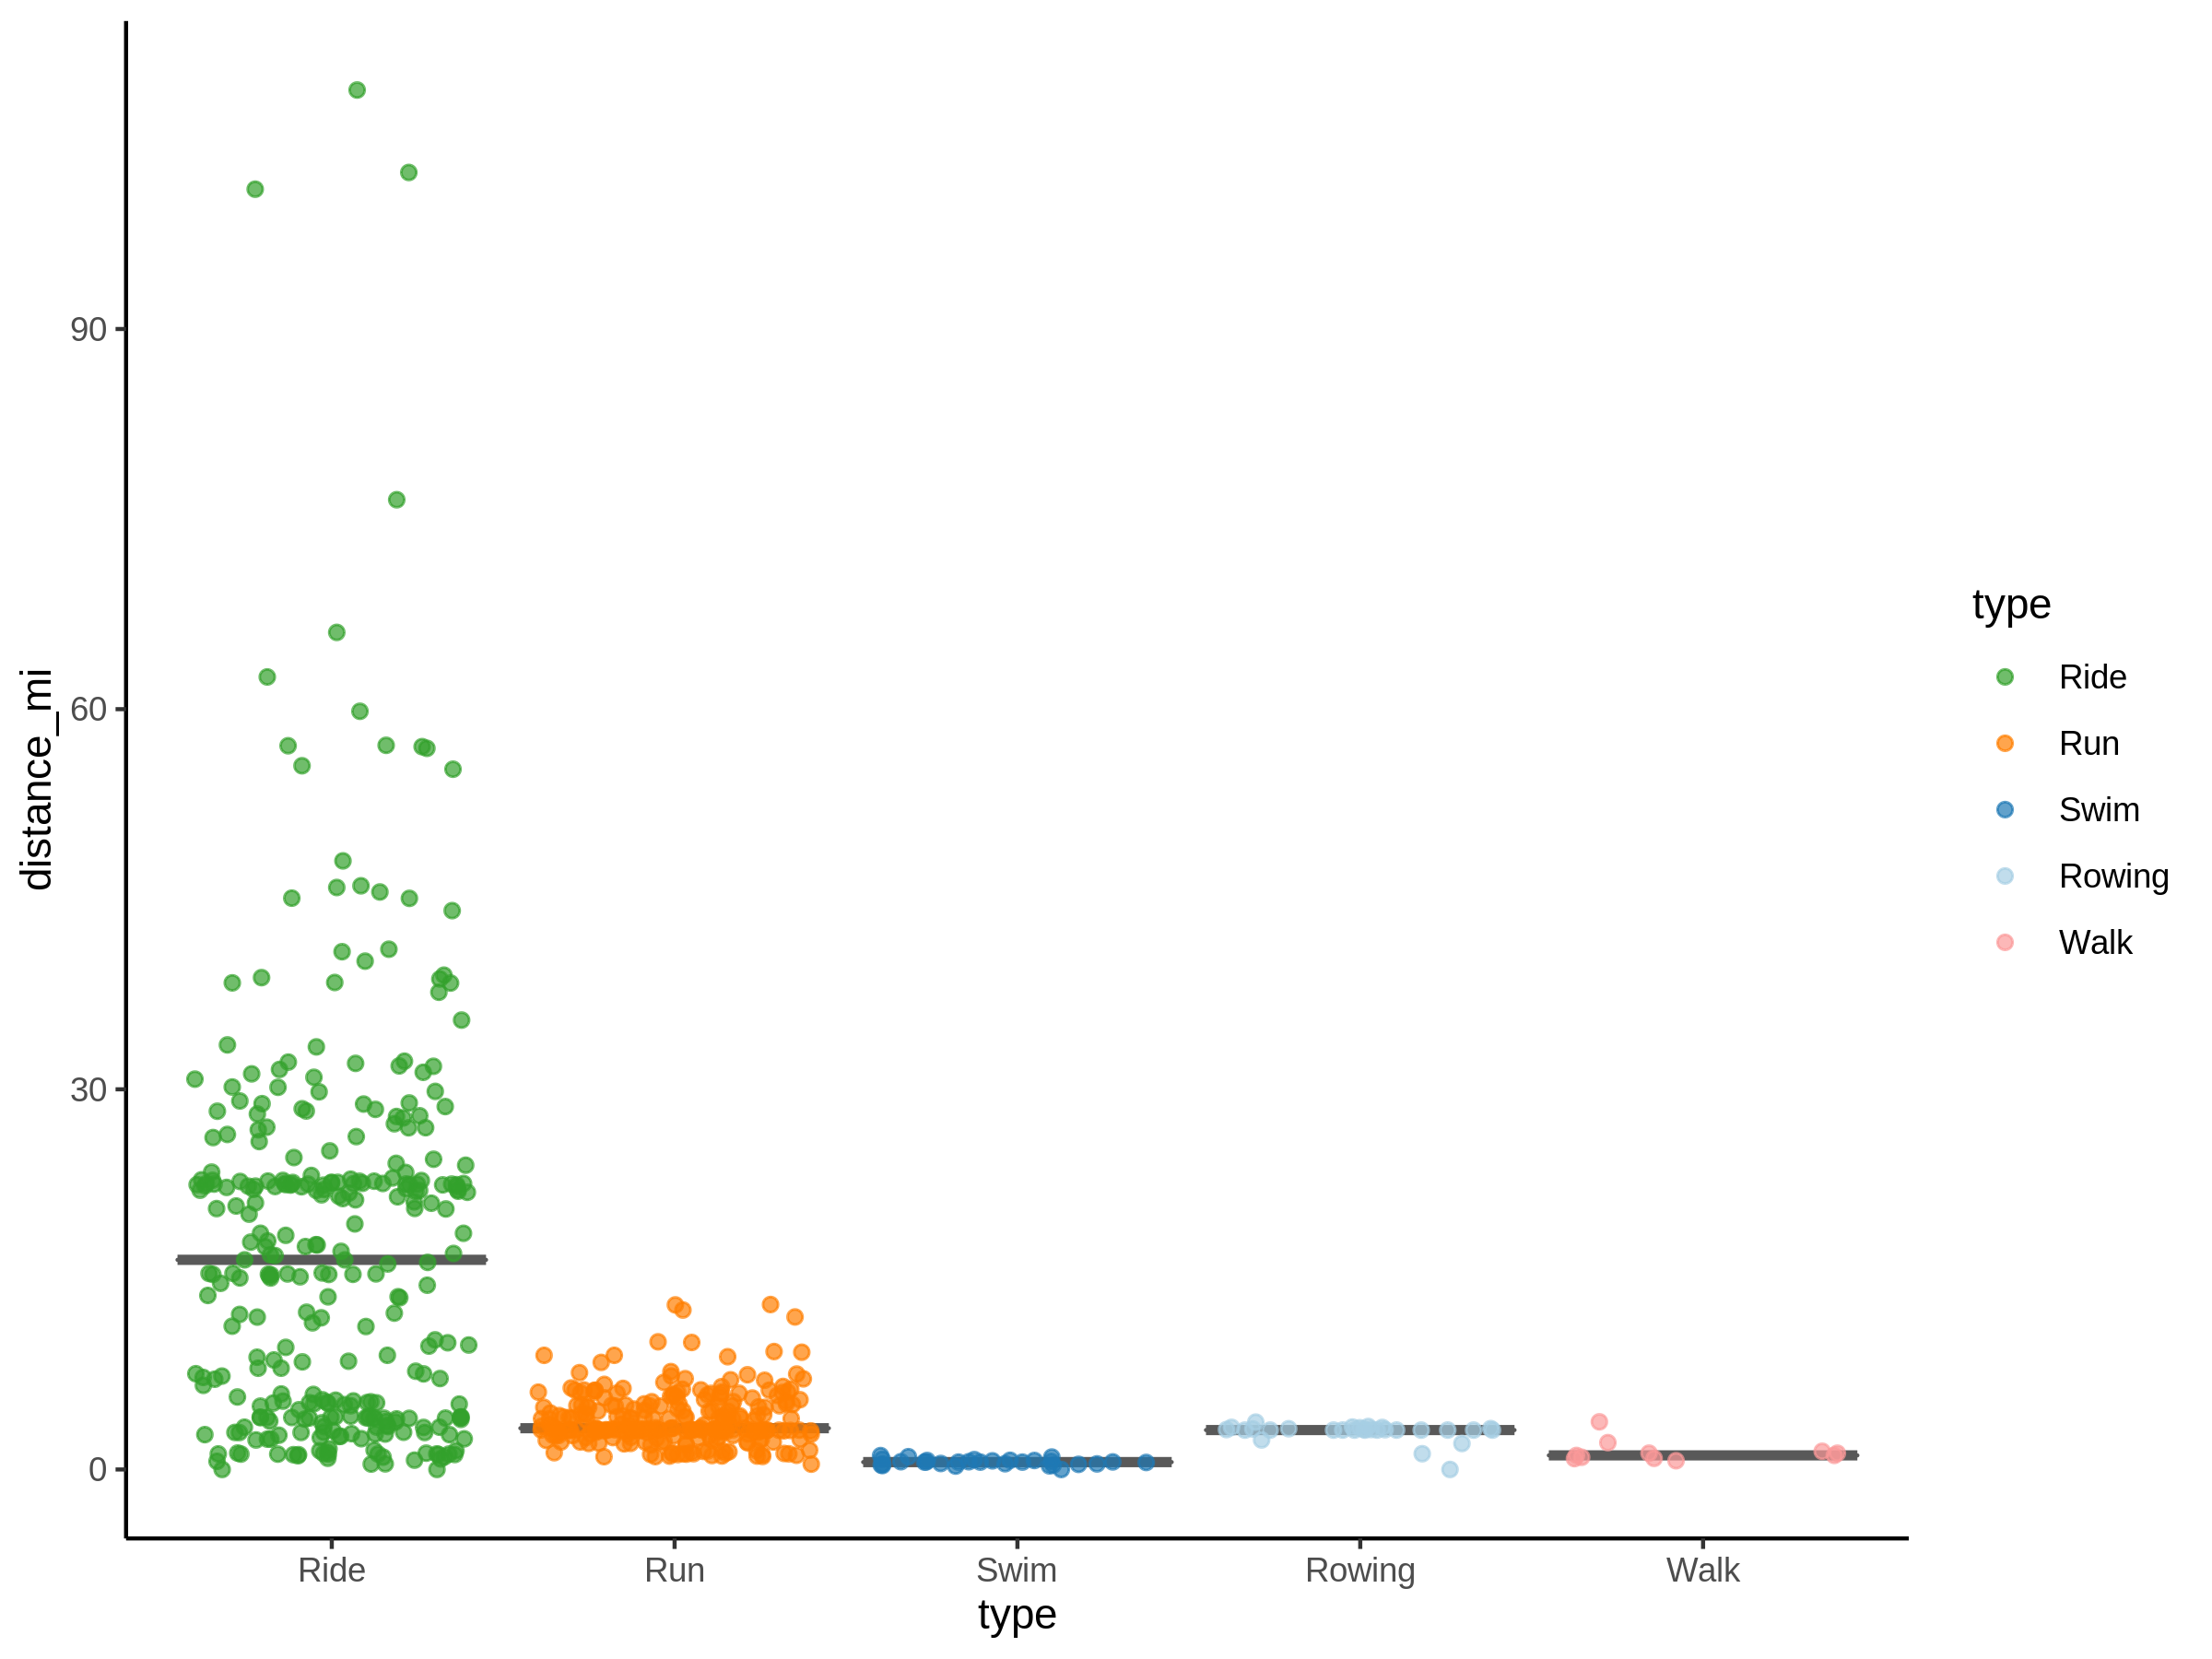 distance_mi
90
60
30
0
Ride
Run
Swim
Rowing
Walk
type
type
Ride
Run
Swim
Rowing
Walk